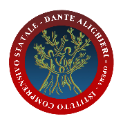 ISTITUTO COMPRENSIVO STATALE - DANTE ALIGHIERI -